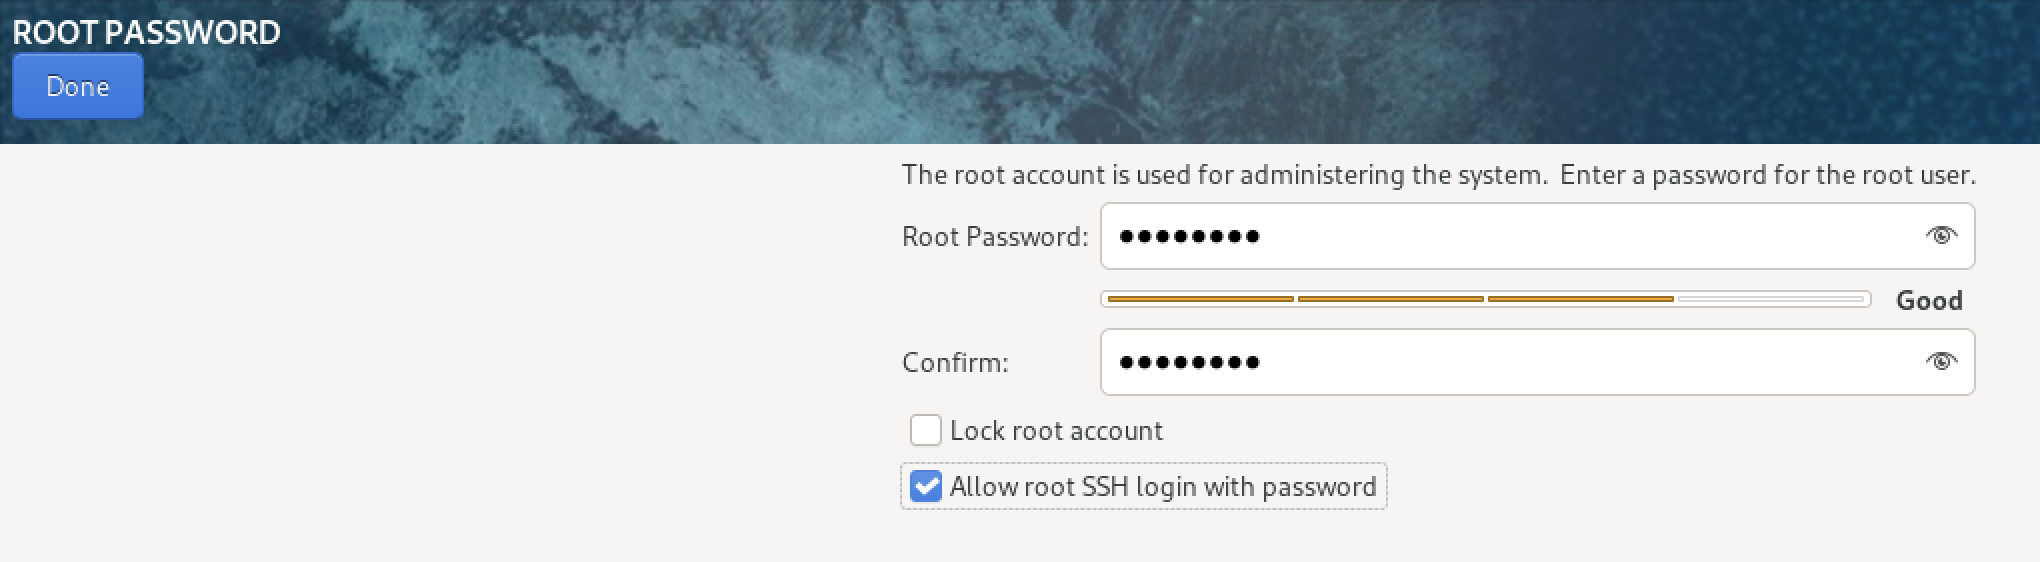 ROOT PASSWORD
Done
The root account is used for administering the system.  Enter a password for the root user.
Root Password: ●●●●●●●●
Good
Confirm: ●●●●●●●●
Lock root account
Allow root SSH login with password